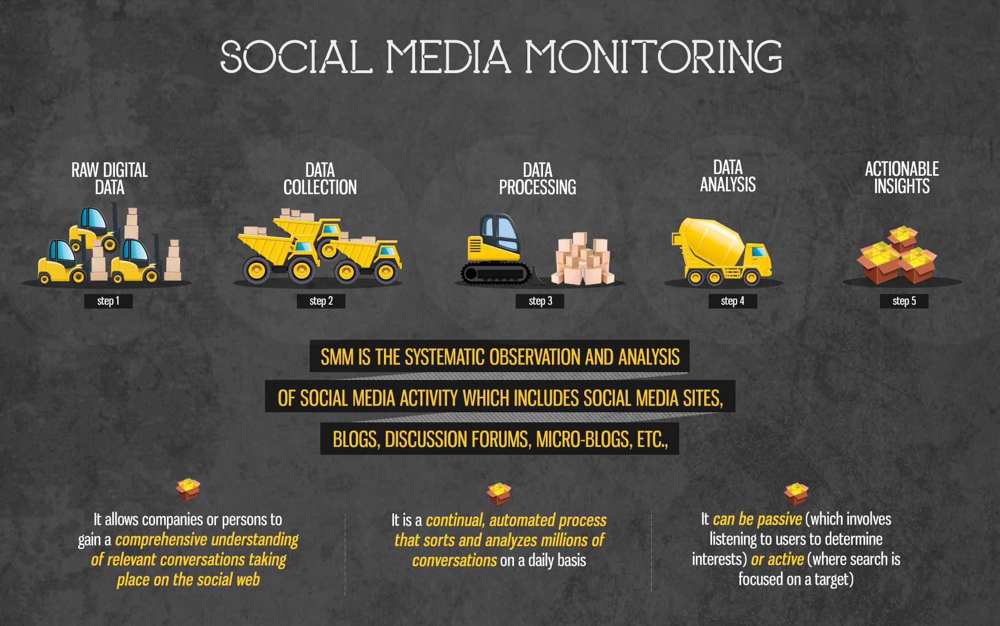 SOCIAL MEDIA MONITORING
RAW DIGITAL
DATA
step 1
DATA
COLLECTION
step 2
DATA
PROCESSING
step 3
DATA
ANALYSIS
step 4
ACTIONABLE
INSIGHTS
step 5
SMM IS THE SYSTEMATIC OBSERVATION AND ANALYSIS
OF SOCIAL MEDIA ACTIVITY WHICH INCLUDES SOCIAL MEDIA SITES,
BLOGS, DISCUSSION FORUMS, MICRO-BLOGS, ETC.,
It allows companies or persons to
gain a comprehensive understanding
of relevant conversations taking
place on the social web
It is a continual, automated process
that sorts and analyzes millions of
conversations on a daily basis
It can be passive (which involves
listening to users to determine
interests) or active (where search is
focused on a target)